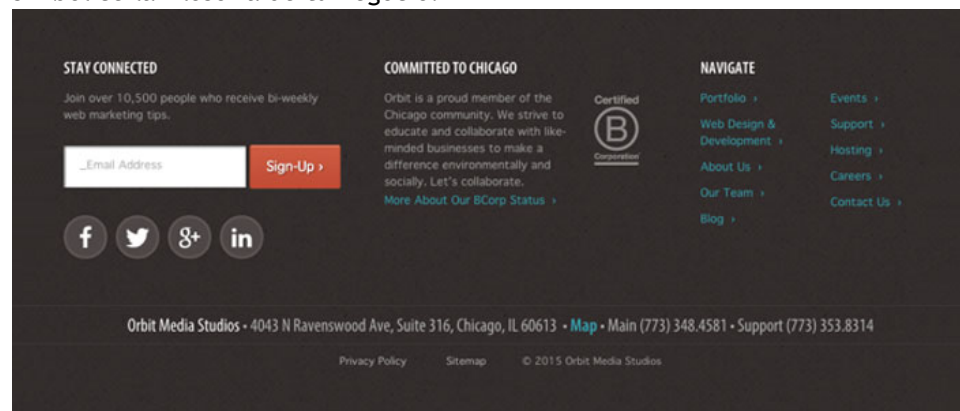 STAY CONNECTED
Join over 10,500 people who receive bi-weekly
web marketing tips.
_Email Address
Sign-Up ›
f
8+
in
COMMITTED TO CHICAGO
Orbit is a proud member of the
Chicago community. We strive to
educate and collaborate with like-
minded businesses to make a
difference environmentally and
socially. Let's collaborate.
More About Our BCorp Status ›
Certified
B
Corporation
NAVIGATE
Portfolio ›
Web Design &
Development ›
About Us ›
Our Team ›
Blog ›
Events ›
Support ›
Hosting ›
Careers ›
Contact Us ›
Orbit Media Studios • 4043 N Ravenswood Ave, Suite 316, Chicago, IL 60613 • Map • Main (773) 348.4581 • Support (773) 353.8314
Privacy Policy Sitemap © 2015 Orbit Media Studios